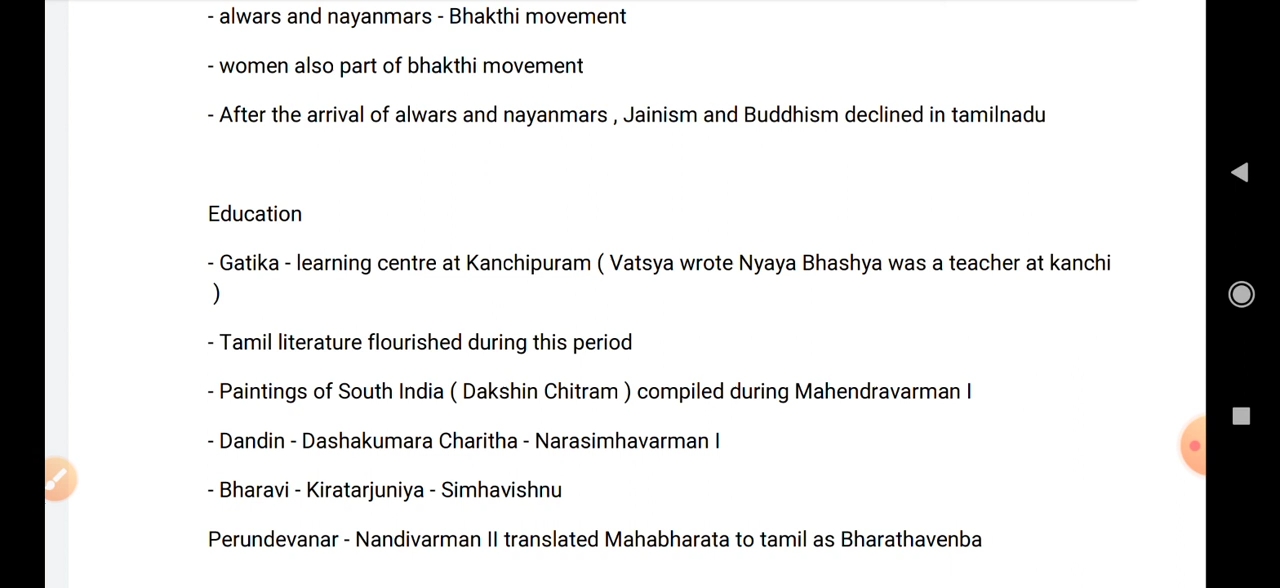 - alwars and nayanmars - Bhakthi movement
- women also part of bhakthi movement
- After the arrival of alwars and nayanmars , Jainism and Buddhism declined in tamilnadu
Education
- Gatika - learning centre at Kanchipuram ( Vatsya wrote Nyaya Bhashya was a teacher at kanchi
)
- Tamil literature flourished during this period
- Paintings of South India ( Dakshin Chitram ) compiled during Mahendravarman I
- Dandin - Dashakumara Charitha - Narasimhavarman I
- Bharavi - Kiratarjuniya - Simhavishnu
Perundevanar - Nandivarman II translated Mahabharata to tamil as Bharathavenba